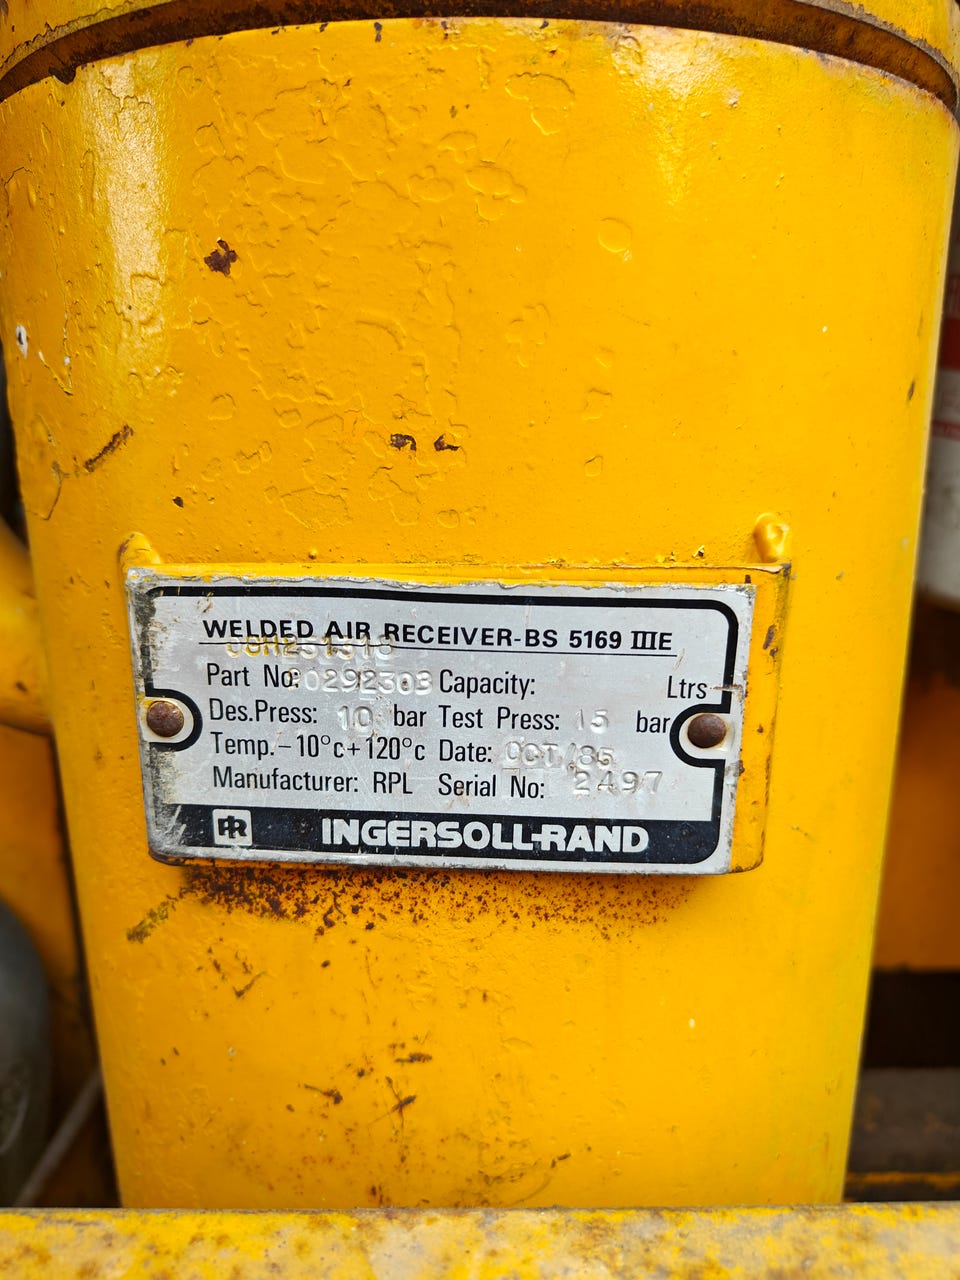 WELDED AIR RECEIVER-BS 5169 IIIE
Part No: Capacity: Ltrs
Des.Press: 10 bar Test Press: 15 bar
Temp.-10°c+120°c Date: OCT /85
Manufacturer: RPL Serial No: 2497
IR INGERSOLL-RAND